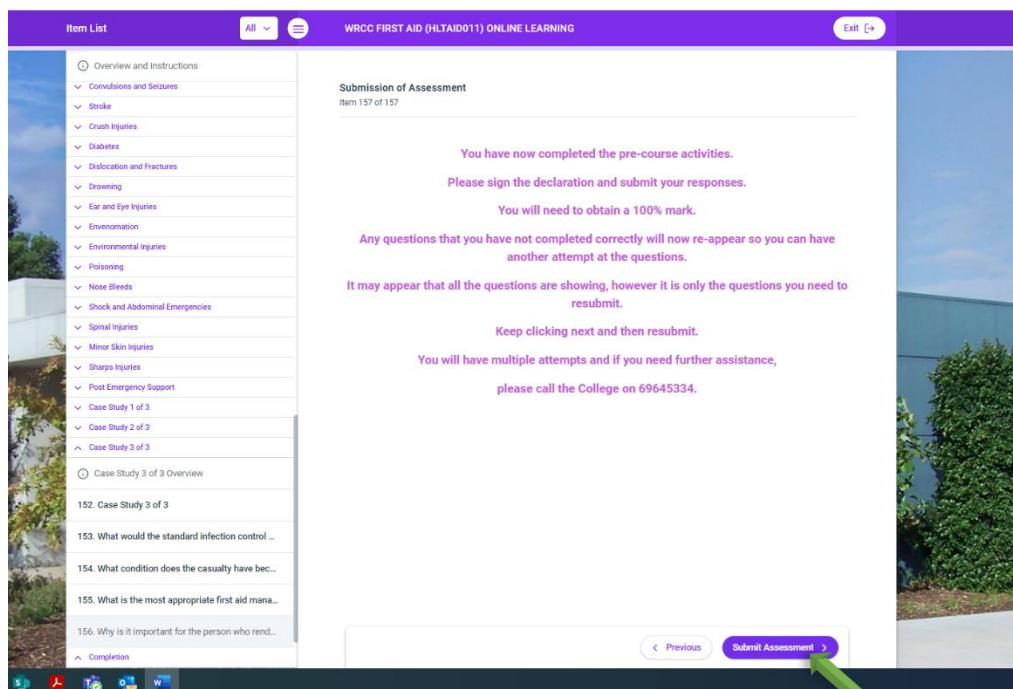 Item List
All
WRCC FIRST AID (HLTAID011) ONLINE LEARNING
Exit
Overview and Instructions
Convulsions and Seizures
Stroke
Crush Injuries
Diabetes
Dislocation and Fractures
Drowning
Ear and Eye Injuries
Envenomation
Environmental Injuries
Poisoning
Nose Bleeds
Shock and Abdominal Emergencies
Spinal Injuries
Minor Skin Injuries
Sharps Injuries
Post Emergency Support
Case Study 1 of 3
Case Study 2 of 3
Case Study 3 of 3
Case Study 3 of 3 Overview
152. Case Study 3 of 3
153. What would the standard infection control ...
154. What condition does the casualty have bec...
155. What is the most appropriate first aid mana...
156. Why is it important for the person who rend...
Completion
Submission of Assessment
Item 157 of 157
You have now completed the pre-course activities.
Please sign the declaration and submit your responses.
You will need to obtain a 100% mark.
Any questions that you have not completed correctly will now re-appear so you can have
another attempt at the questions.
It may appear that all the questions are showing, however it is only the questions you need to
resubmit.
Keep clicking next and then resubmit.
You will have multiple attempts and if you need further assistance,
please call the College on 69645334.
Previous
Submit Assessment